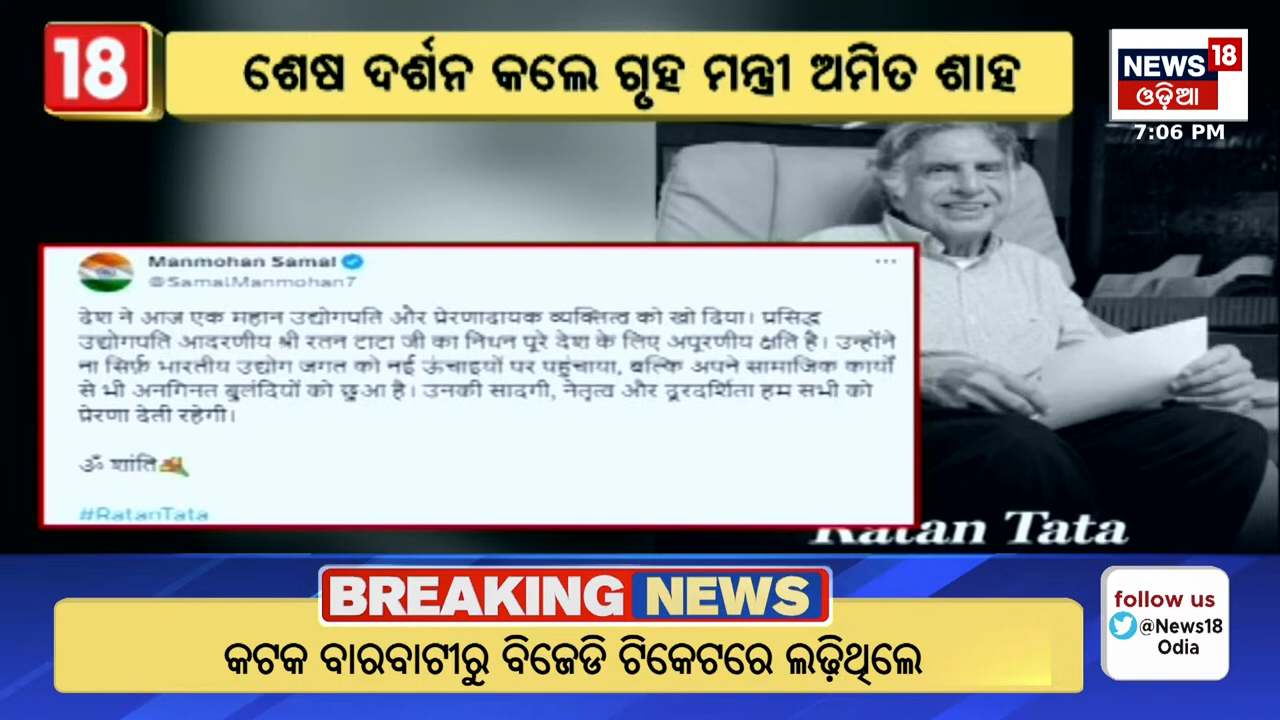 18
ଶେଷ ଦର୍ଶନ କଲେ ଗୃହ ମନ୍ତ୍ରୀ ଅମିତ ଶାହ
NEWS 18
ଓଡ଼ିଆ
7:06 PM
Manmohan Samal
@SamalManmohan7
देश ने आज एक महान उद्योगपति और प्रेरणादायक व्यक्तित्व को खो दिया। प्रसिद्ध
उद्योगपति आदरणीय श्री रतन टाटा जी का निधन पूरे देश के लिए अपूरणीय क्षति है। उन्होंने
ना सिर्फ़ भारतीय उद्योग जगत को नई ऊंचाइयों पर पहुंचाया, बल्कि अपने सामाजिक कार्यों
से भी अनगिनत बुलंदियों को छुआ है। उनकी सादगी, नेतृत्व और दूरदर्शिता हम सभी को
प्रेरणा देती रहेगी।
ॐ शांति💐
#RatanTata
Ratan Tata
BREAKING NEWS
କଟକ ବାରବାଟୀରୁ ବିଜେଡି ଟିକେଟରେ ଲଢ଼ିଥିଲେ
follow us
@News18
Odia